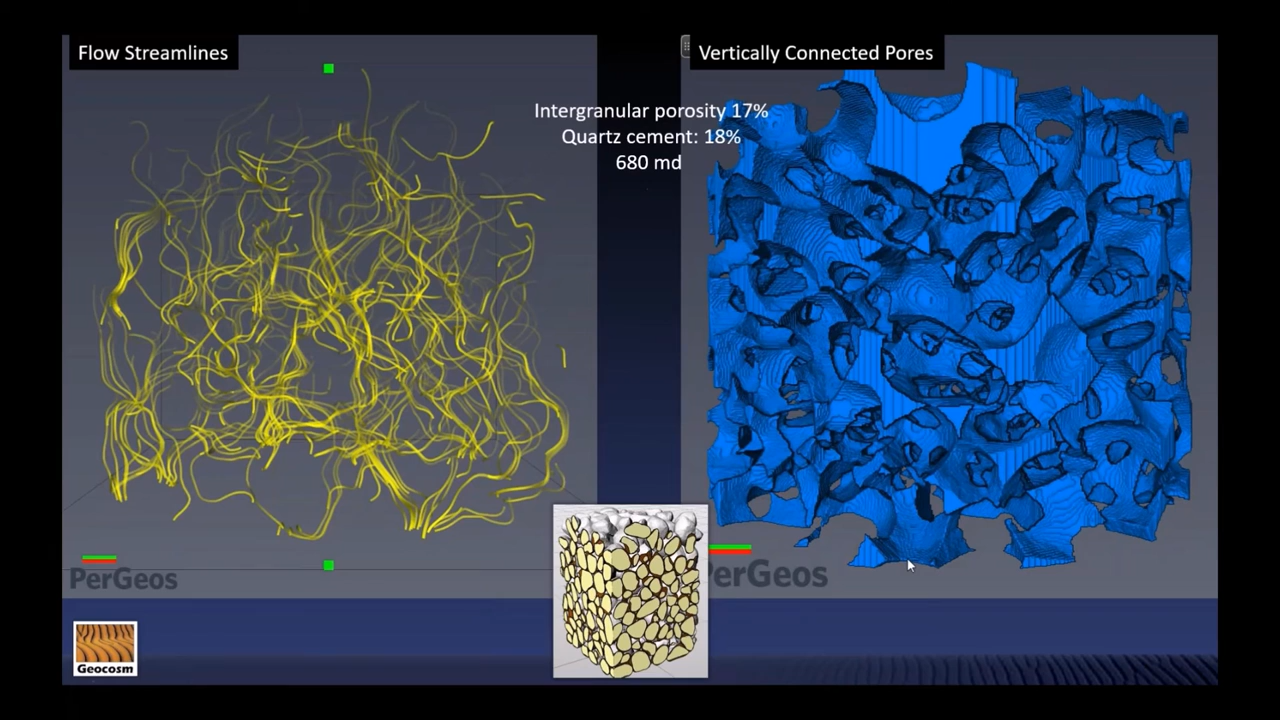 Flow Streamlines
Vertically Connected Pores
Intergranular porosity 17%
Quartz cement: 18%
680 md
PerGeos
PerGeos
Geocosm